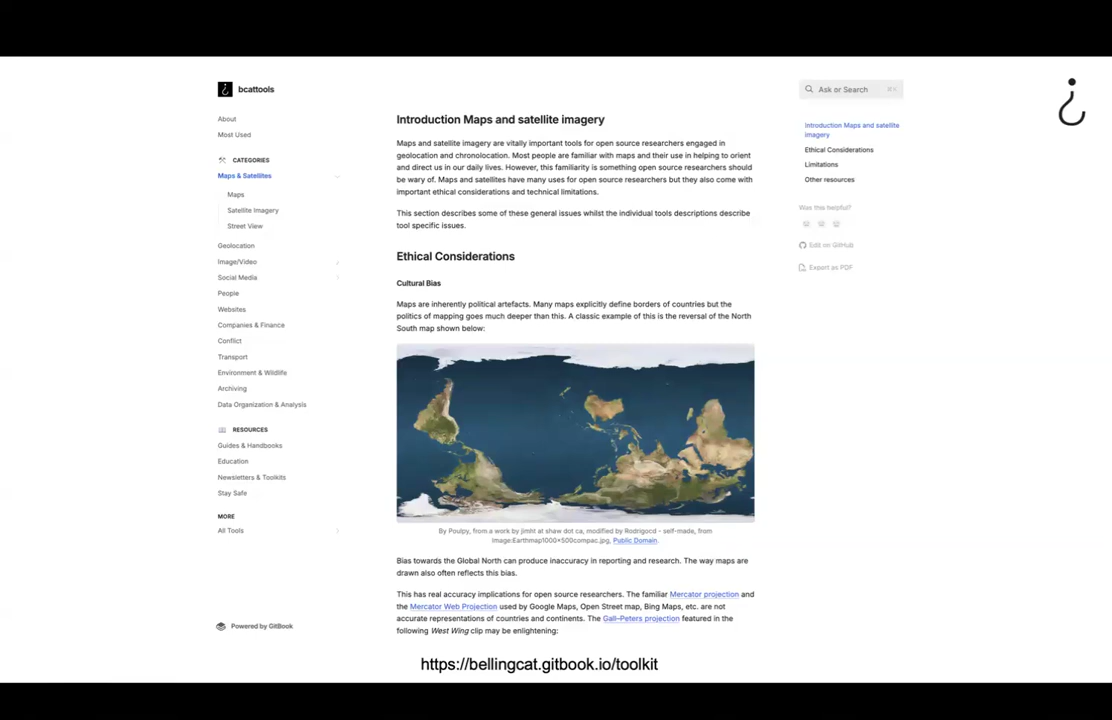 bcattools
About
Most Used
CATEGORIES
Maps & Satellites
Maps
Satellite Imagery
Street View
Geolocation
Image/Video
Social Media
People
Websites
Companies & Finance
Conflict
Transport
Environment & Wildlife
Archiving
Data Organization & Analysis
RESOURCES
Guides & Handbooks
Education
Newsletters & Toolkits
Stay Safe
MORE
All Tools
Powered by GitBook
Introduction Maps and satellite imagery
Maps and satellite imagery are vitally important tools for open source researchers engaged in
geolocation and chronolocation. Most people are familiar with maps and their use in helping to orient
and direct us in our daily lives. However, this familiarity is something open source researchers should
be wary of. Maps and satellites have many uses for open source researchers but they also come with
important ethical considerations and technical limitations.
This section describes some of these general issues whilst the individual tools descriptions describe
tool specific issues.
Ethical Considerations
Cultural Bias
Maps are inherently political artefacts. Many maps explicitly define borders of countries but the
politics of mapping goes much deeper than this. A classic example of this is the reversal of the North
South map shown below:
By Poulpy, from.a work by jimht at shaw dot ca, modified by Rodrigocd - self-made, from
Image:Earthmap1000×500compac.jpg, Public Domain.
Bias towards the Global North can produce inaccuracy in reporting and research. The way maps are
drawn also often reflects this bias.
This has real accuracy implications for open source researchers. The familiar Mercator projection and
the Mercator Web Projection used by Google Maps, Open Street map, Bing Maps, etc. are not
accurate representations of countries and continents. The Gall–Peters projection featured in the
following West Wing clip may be enlightening:
Ask or Search
Introduction Maps and satellite
imagery
Ethical Considerations
Limitations
Other resources
Was this helpful?
Edit on GitHub
Export as PDF
https://bellingcat.gitbook.io/toolkit